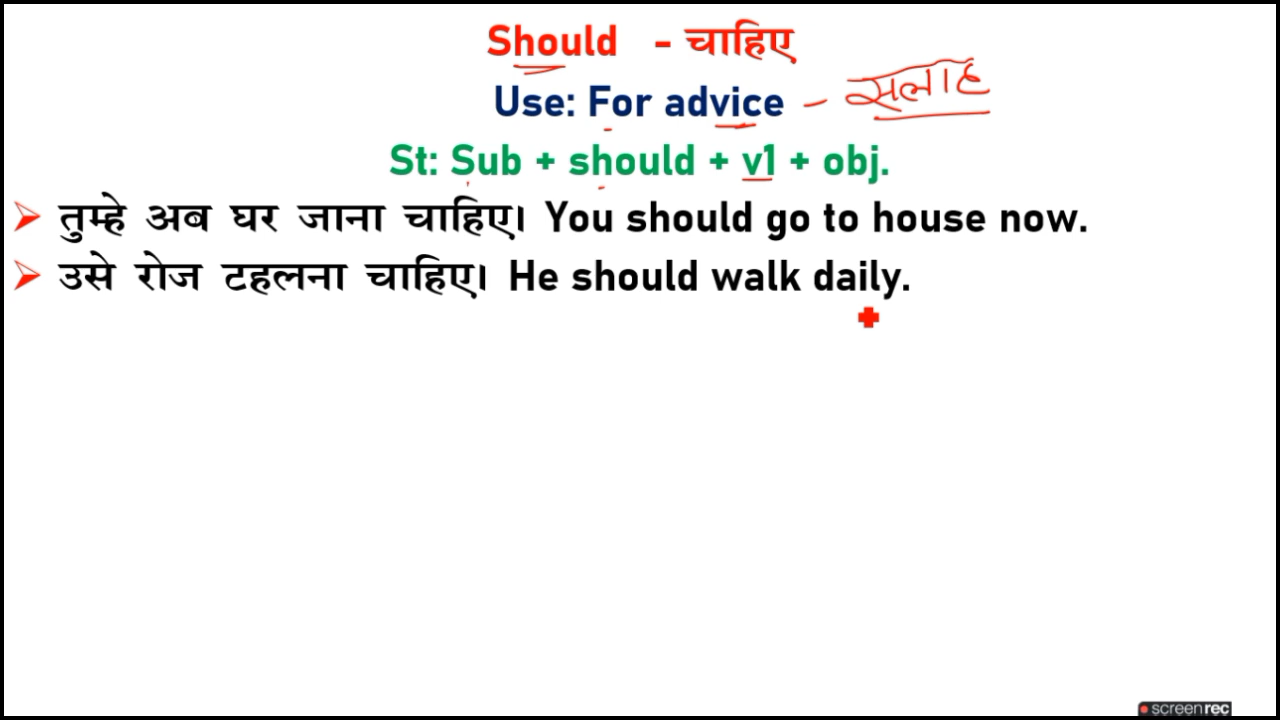 Should - चाहिए
Use: For advice - सलाह
St: Sub + should + v1 + obj.
तुम्हे अब घर जाना चाहिए। You should go to house now.
उसे रोज टहलना चाहिए। He should walk daily.
screenrec